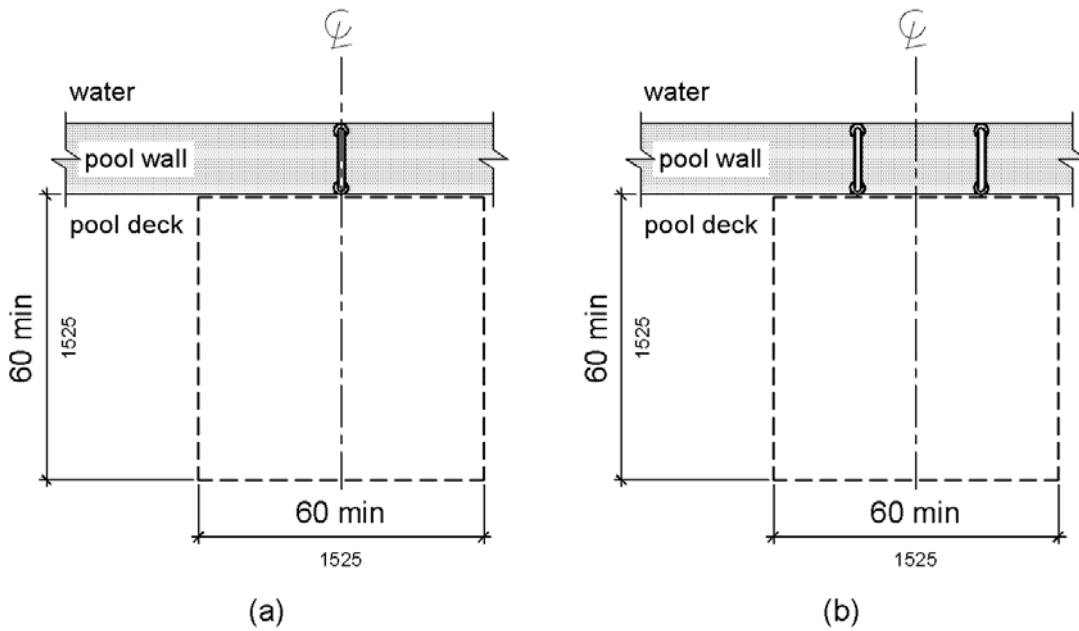 ℄
water
pool wall
pool deck
60 min
1525
60 min
1525
(a)
℄
water
pool wall
pool deck
60 min
1525
60 min
1525
(b)